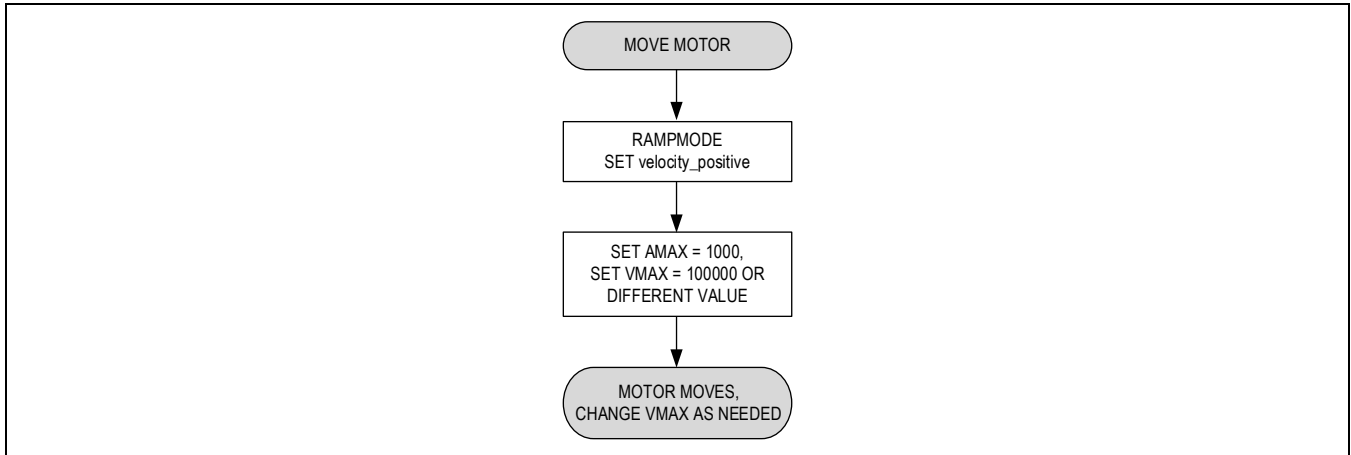 MOVE MOTOR
RAMPMODE
SET velocity_positive
SET AMAX = 1000,
SET VMAX = 100000 OR
DIFFERENT VALUE
MOTOR MOVES,
CHANGE VMAX AS NEEDED